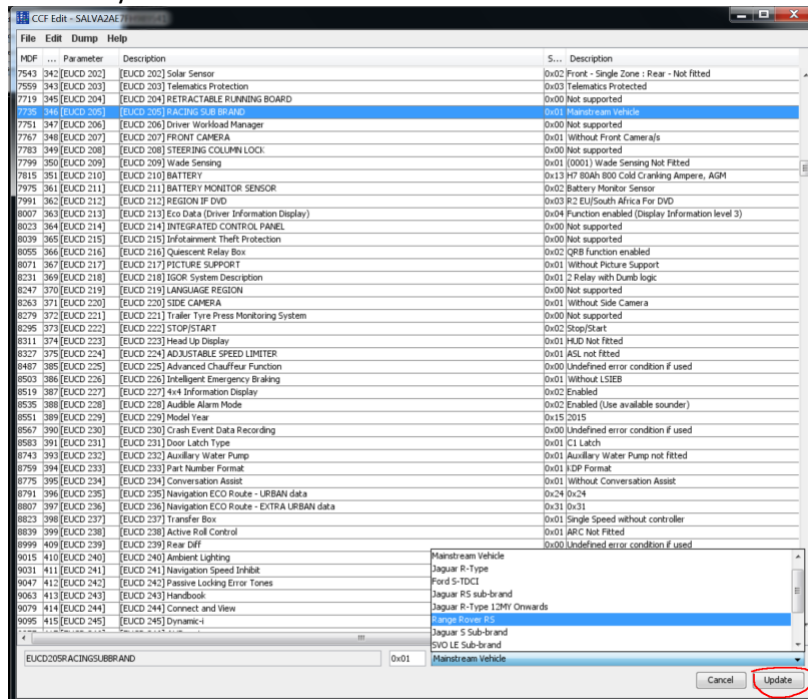 CCF Edit - SALVA2AE7
File Edit Dump Help
MDF ... Parameter Description S... Description
7543 342 [EUCD 202] [EUCD 202] Solar Sensor 0x02 Front - Single Zone : Rear - Not fitted
7559 343 [EUCD 203] [EUCD 203] Telematics Protection 0x03 Telematics Protected
7719 345 [EUCD 204] [EUCD 204] RETRACTABLE RUNNING BOARD 0x00 Not supported
7735 346 [EUCD 205] [EUCD 205] RACING SUB BRAND 0x01 Mainstream Vehicle
7751 347 [EUCD 206] [EUCD 206] Driver Workload Manager 0x00 Not supported
7767 348 [EUCD 207] [EUCD 207] FRONT CAMERA 0x01 Without Front Camera/s
7783 349 [EUCD 208] [EUCD 208] STEERING COLUMN LOCK 0x00 Not supported
7799 350 [EUCD 209] [EUCD 209] Wade Sensing 0x01 (0001) Wade Sensing Not Fitted
7815 351 [EUCD 210] [EUCD 210] BATTERY 0x13 H7 80Ah 800 Cold Cranking Ampere, AGM
7975 361 [EUCD 211] [EUCD 211] BATTERY MONITOR SENSOR 0x02 Battery Monitor Sensor
7991 362 [EUCD 212] [EUCD 212] REGION IF DVD 0x03 R2 EU/South Africa For DVD
8007 363 [EUCD 213] [EUCD 213] Eco Data (Driver Information Display) 0x04 Function enabled (Display Information level 3)
8023 364 [EUCD 214] [EUCD 214] INTEGRATED CONTROL PANEL 0x00 Not supported
8039 365 [EUCD 215] [EUCD 215] Infotainment Theft Protection 0x00 Not supported
8055 366 [EUCD 216] [EUCD 216] Quiescent Relay Box 0x02 QRB function enabled
8071 367 [EUCD 217] [EUCD 217] PICTURE SUPPORT 0x01 Without Picture Support
8231 369 [EUCD 218] [EUCD 218] IGOR System Description 0x01 2 Relay with Dumb logic
8247 370 [EUCD 219] [EUCD 219] LANGUAGE REGION 0x00 Not supported
8263 371 [EUCD 220] [EUCD 220] SIDE CAMERA 0x01 Without Side Camera
8279 372 [EUCD 221] [EUCD 221] Trailer Tyre Press Monitoring System 0x00 Not supported
8295 373 [EUCD 222] [EUCD 222] STOP/START 0x02 Stop/Start
8311 374 [EUCD 223] [EUCD 223] Head Up Display 0x01 HUD Not fitted
8327 375 [EUCD 224] [EUCD 224] ADJUSTABLE SPEED LIMITER 0x01 ASL not fitted
8487 385 [EUCD 225] [EUCD 225] Advanced Chauffeur Function 0x00 Undefined error condition if used
8503 386 [EUCD 226] [EUCD 226] Intelligent Emergency Braking 0x01 Without LSIEB
8519 387 [EUCD 227] [EUCD 227] 4x4 Information Display 0x02 Enabled
8535 388 [EUCD 228] [EUCD 228] Audible Alarm Mode 0x02 Enabled (Use available sounder)
8551 389 [EUCD 229] [EUCD 229] Model Year 0x15 2015
8567 390 [EUCD 230] [EUCD 230] Crash Event Data Recording 0x00 Undefined error condition if used
8583 391 [EUCD 231] [EUCD 231] Door Latch Type 0x01 C1 Latch
8743 393 [EUCD 232] [EUCD 232] Auxillary Water Pump 0x01 Auxillary Water Pump not fitted
8759 394 [EUCD 233] [EUCD 233] Part Number Format 0x01 KDP Format
8775 395 [EUCD 234] [EUCD 234] Conversation Assist 0x01 Without Conversation Assist
8791 396 [EUCD 235] [EUCD 235] Navigation ECO Route - URBAN data 0x24 0x24
8807 397 [EUCD 236] [EUCD 236] Navigation ECO Route - EXTRA URBAN data 0x31 0x31
8823 398 [EUCD 237] [EUCD 237] Transfer Box 0x01 Single Speed without controller
8839 399 [EUCD 238] [EUCD 238] Active Roll Control 0x01 ARC Not Fitted
8999 409 [EUCD 239] [EUCD 239] Rear Diff 0x00 Undefined error condition if used
9015 410 [EUCD 240] [EUCD 240] Ambient Lighting
9031 411 [EUCD 241] [EUCD 241] Navigation Speed Inhibit
9047 412 [EUCD 242] [EUCD 242] Passive Locking Error Tones
9063 413 [EUCD 243] [EUCD 243] Handbook
9079 414 [EUCD 244] [EUCD 244] Connect and View
9095 415 [EUCD 245] [EUCD 245] Dynamic-i
Mainstream Vehicle
Jaguar R-Type
Ford S-TDCI
Jaguar RS sub-brand
Jaguar R-Type 12MY Onwards
Range Rover RS
Jaguar S Sub-brand
SVO LE Sub-brand
EUCD205RACINGSUBBRAND 0x01 Mainstream Vehicle
Cancel Update